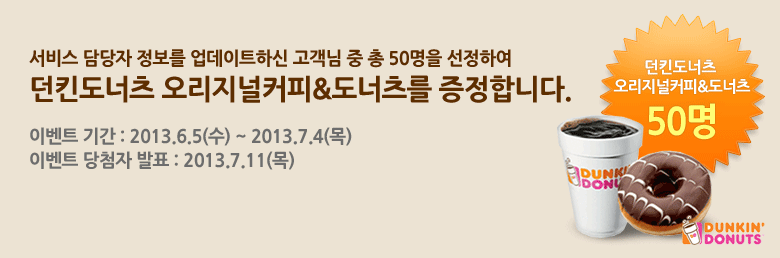 서비스 담당자 정보를 업데이트하신 고객님 중 총 50명을 선정하여
던킨도너츠 오리지널커피&도너츠를 증정합니다.
이벤트 기간 : 2013.6.5(수) ~ 2013.7.4(목)
이벤트 당첨자 발표 : 2013.7.11(목)
던킨도너츠
오리지널커피&도너츠
50명
DUNKIN'
DONUTS
DUNKIN'
DONUTS